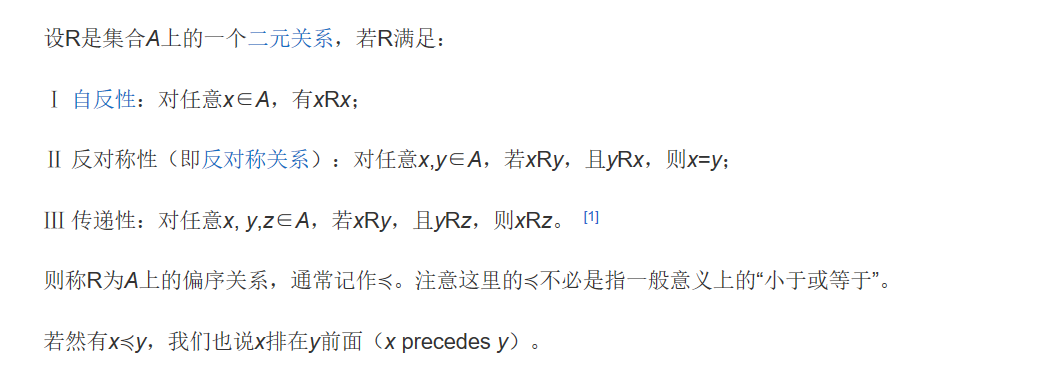 设R是集合A上的一个二元关系，若R满足：
Ⅰ 自反性：对任意x∈A，有xRx；
Ⅱ 反对称性（即反对称关系）：对任意x,y∈A，若xRy，且yRx，则x=y；
Ⅲ 传递性：对任意x, y,z∈A，若xRy，且yRz，则xRz。 [1]
则称R为A上的偏序关系，通常记作≼。注意这里的≼不必是指一般意义上的“小于或等于”。
若然有x≼y，我们也说x排在y前面（x precedes y）。